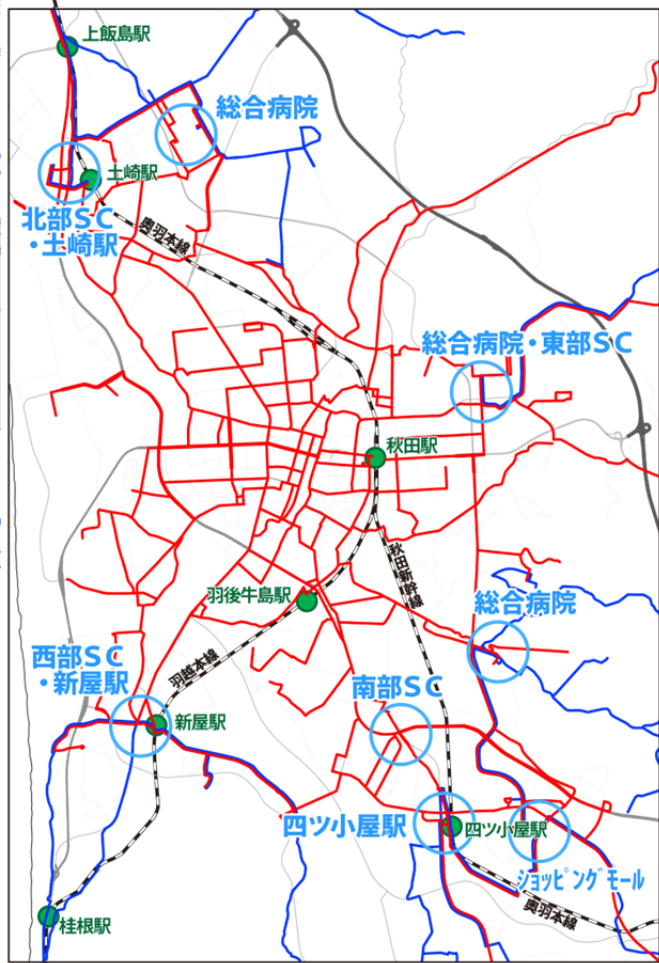 上飯島駅
総合病院
土崎駅
北部SC
・土崎駅
奥羽本線
総合病院・東部SC
秋田駅
秋田新幹線
羽後牛島駅
総合病院
西部SC
・新屋駅
羽越本線
南部SC
新屋駅
四ツ小屋駅
四ツ小屋駅
ショッピングモール
奥羽本線
桂根駅